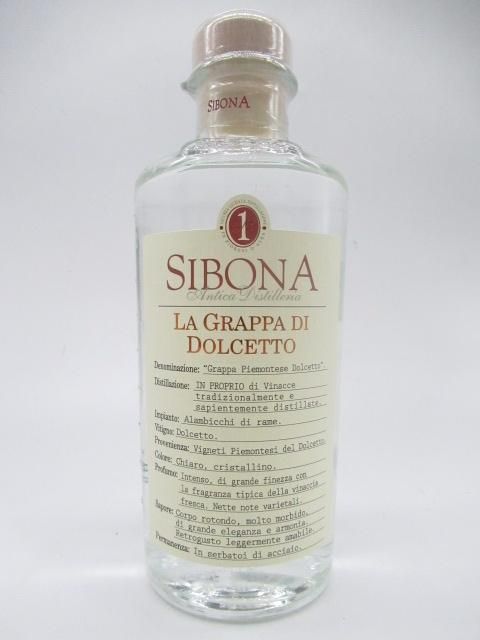 SIBONA
1
SIBONA
Antica Distilleria
LA GRAPPA DI
DOLCETTO
Denominazione: "Grappa Piemontese Dolcetto".
Distillazione: IN PROPRIO di Vinacce
tradizionalmente e
sapientemente distillate.
Impianto: Alambicchi di rame.
Vitigno: Dolcetto.
Provenienza: Vigneti Piemontesi del Dolcetto.
Colore: Chiaro, cristallino.
Profumo: Intenso, di grande finezza con
la fragranza tipica della vinaccia
fresca. Nette note varietali.
Sapore: Corpo rotondo, molto morbido,
di grande eleganza e armonia.
Retrogusto leggermente amabile.
Permanenza: In serbatoi di acciaio.